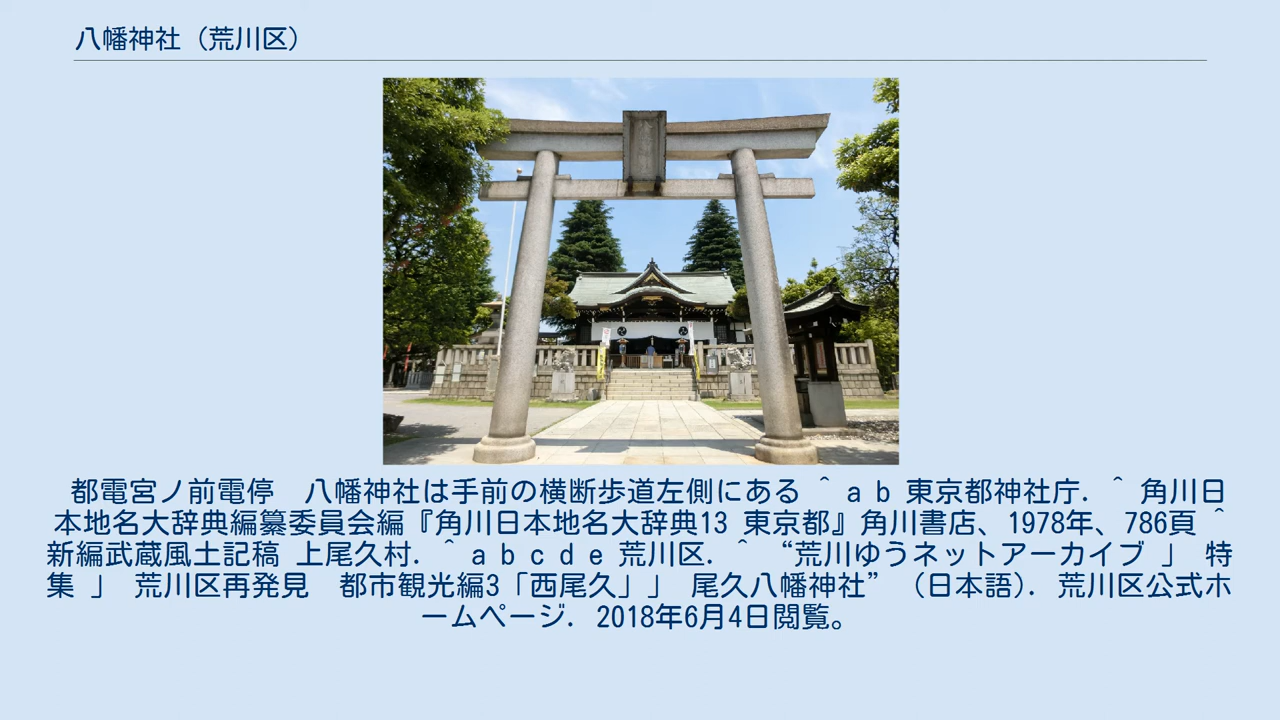 八幡神社（荒川区）
都電宮ノ前電停　八幡神社は手前の横断歩道左側にある ^ a b 東京都神社庁. ^ 角川日
本地名大辞典編纂委員会編『角川日本地名大辞典13 東京都』角川書店、1978年、786頁 ^
新編武蔵風土記稿 上尾久村. ^ a b c d e 荒川区. ^ “荒川ゆうネットアーカイブ 」 特
集 」 荒川区再発見　都市観光編3「西尾久」」 尾久八幡神社” （日本語）. 荒川区公式ホ
ームページ. 2018年6月4日閲覧。